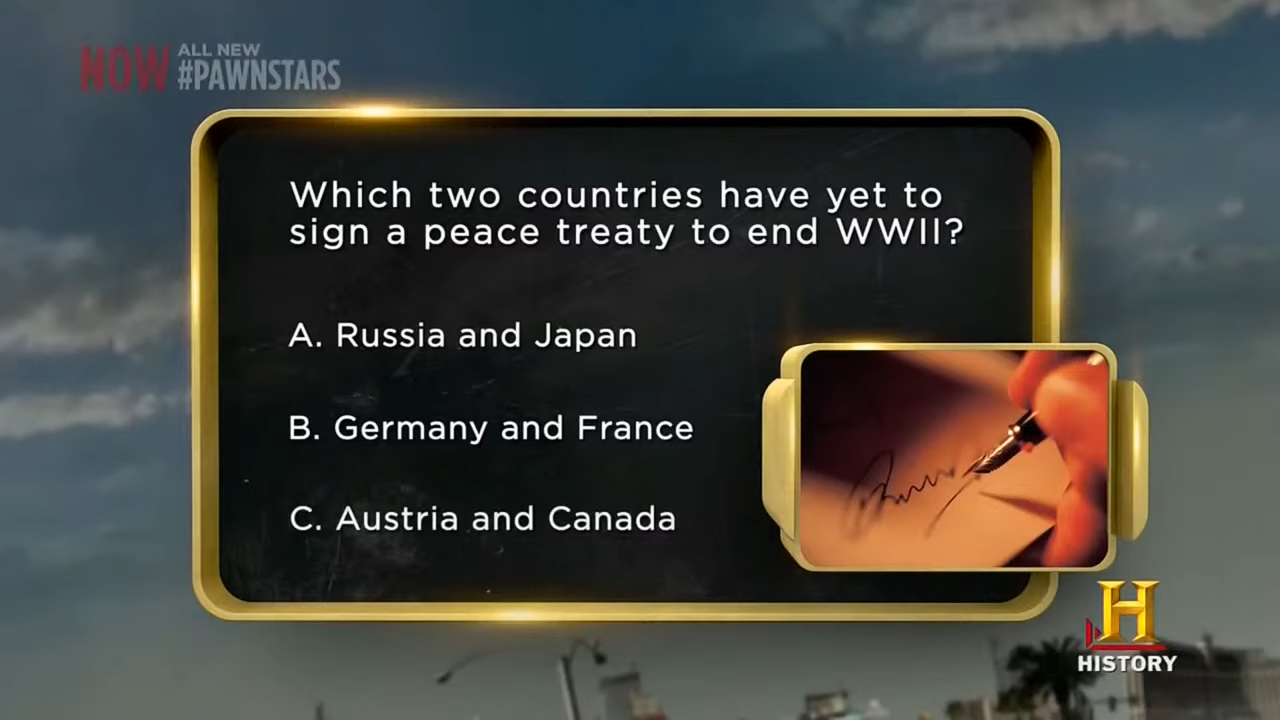 NOW ALL NEW
#PAWNSTARS
Which two countries have yet to
sign a peace treaty to end WWII?
A. Russia and Japan
B. Germany and France
C. Austria and Canada
H
HISTORY